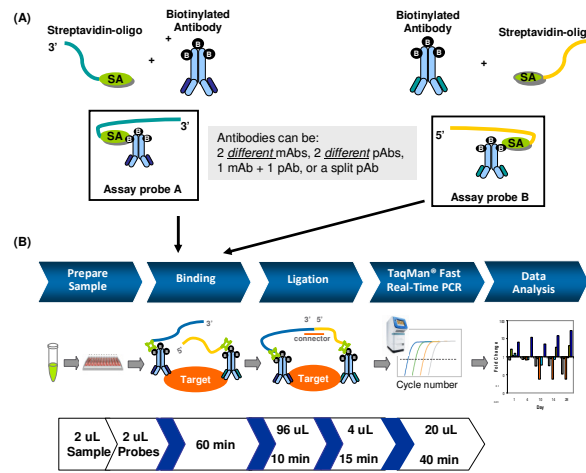 (A)
Streptavidin-oligo
3'
+
+
Biotinylated
Antibody
B
B
B
SA
Biotinylated
Antibody
B
B
B
+
Streptavidin-oligo
SA
3'
SA
B
B
B
Assay probe A
Antibodies can be:
2 different mAbs, 2 different pAbs,
1 mAb + 1 pAb, or a split pAb
5'
B
B
B
SA
Assay probe B
(B)
Prepare
Sample
Binding
Ligation
TaqMan® Fast
Real-Time PCR
Data
Analysis
3'
5'
Target
3' 5'
connector
Target
Cycle number
Fold Change
Day
2 uL
Sample
2 uL
Probes
60 min
96 uL
10 min
4 uL
15 min
20 uL
40 min